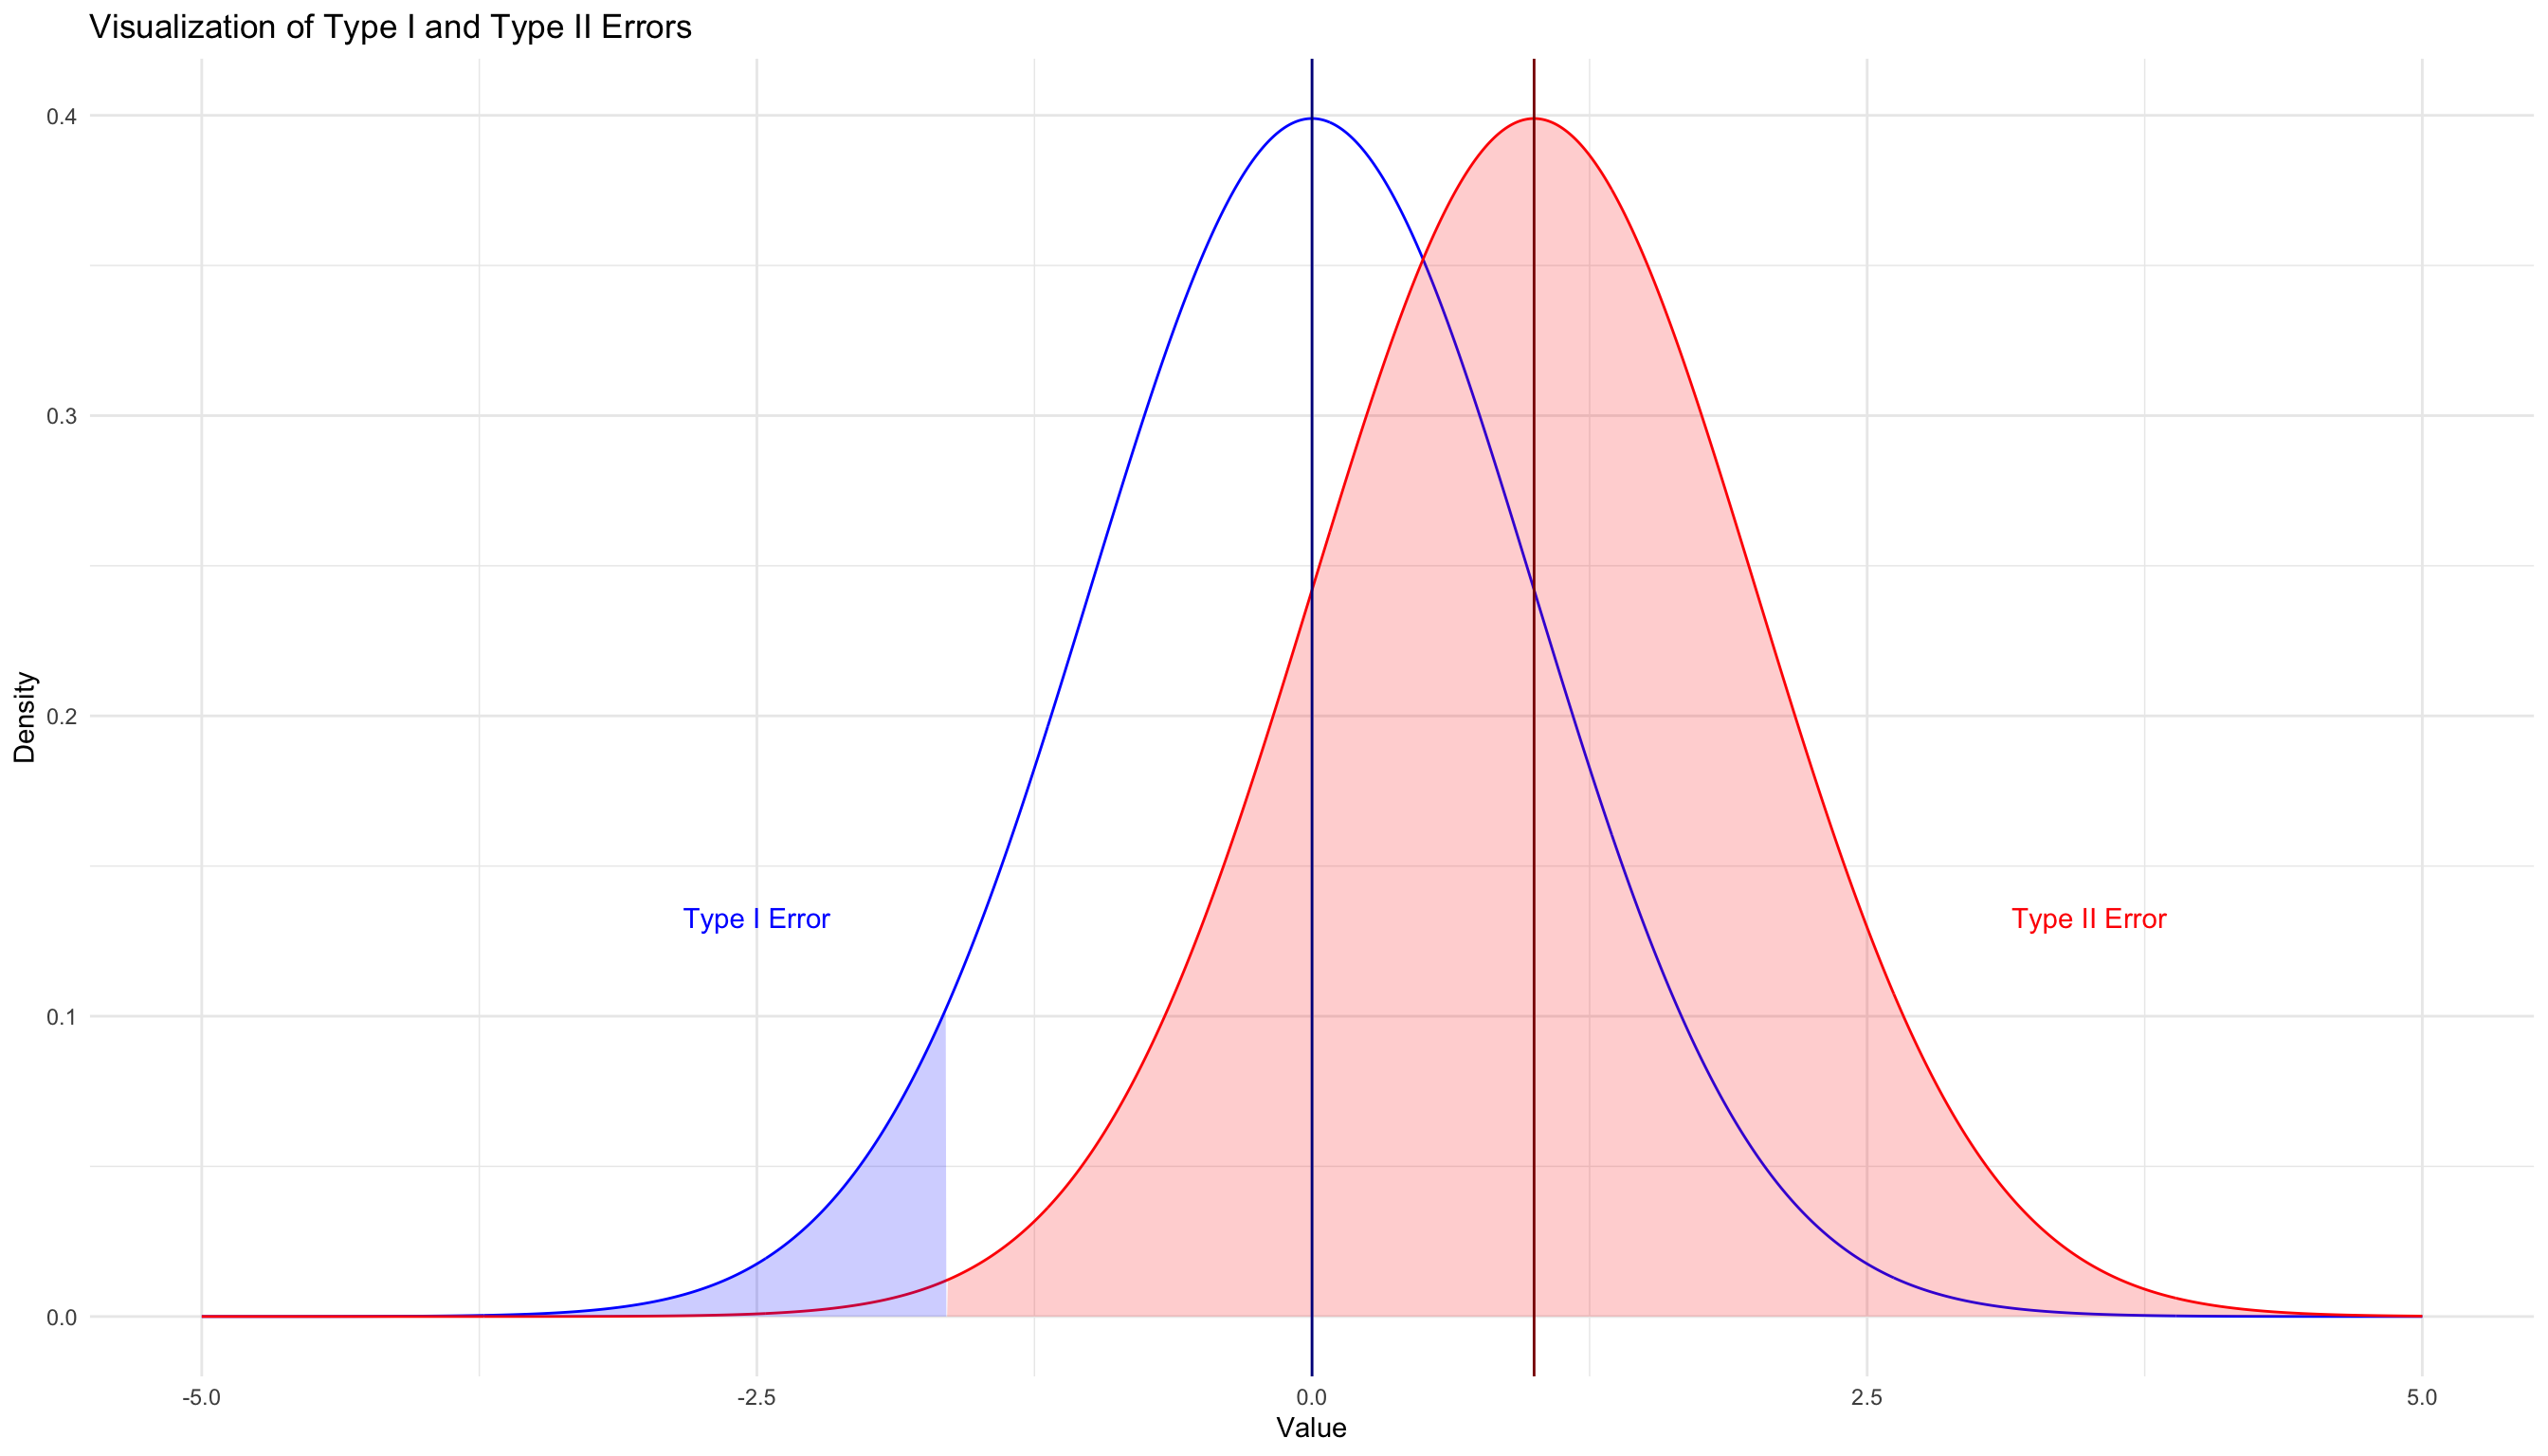 Visualization of Type I and Type II Errors
0.4
0.3
0.2
0.1
0.0
Density
Type I Error
Type II Error
-5.0 -2.5 0.0 2.5 5.0
Value